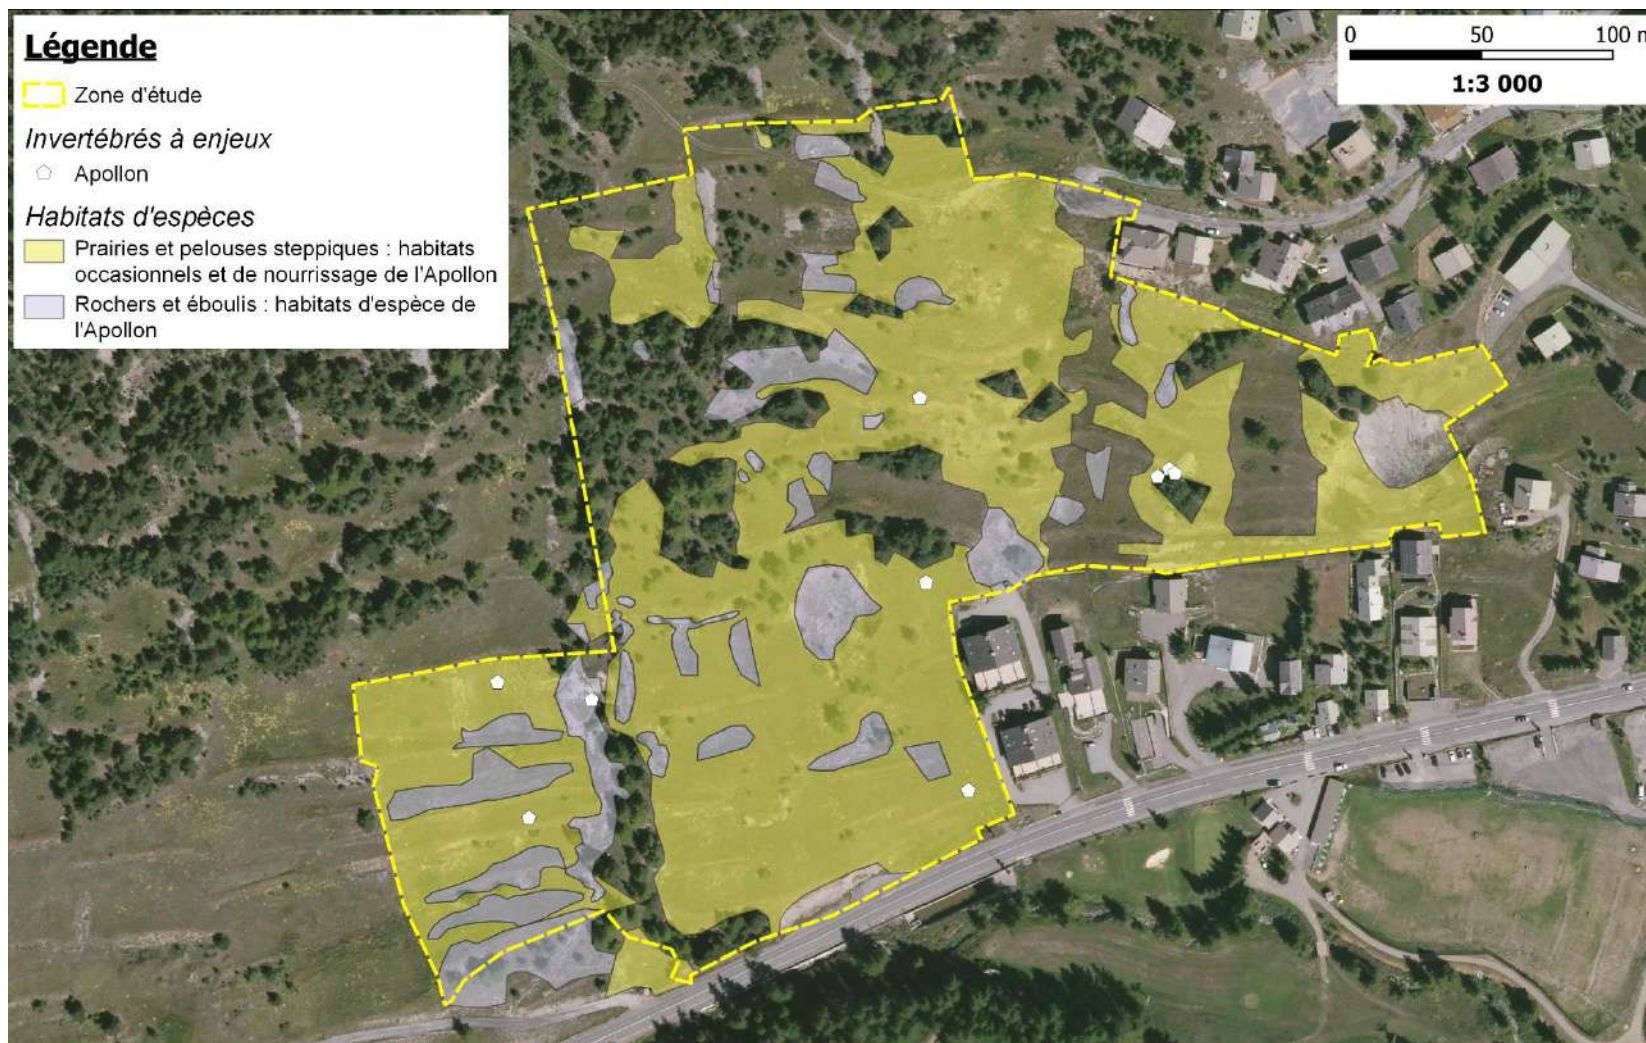 Légende
Zone d'étude
Invertébrés à enjeux
Apollon
Habitats d'espèces
Prairies et pelouses steppiques : habitats
occasionnels et de nourrissage de l'Apollon
Rochers et éboulis : habitats d'espèce de
l'Apollon
0 50 100 m
1:3 000